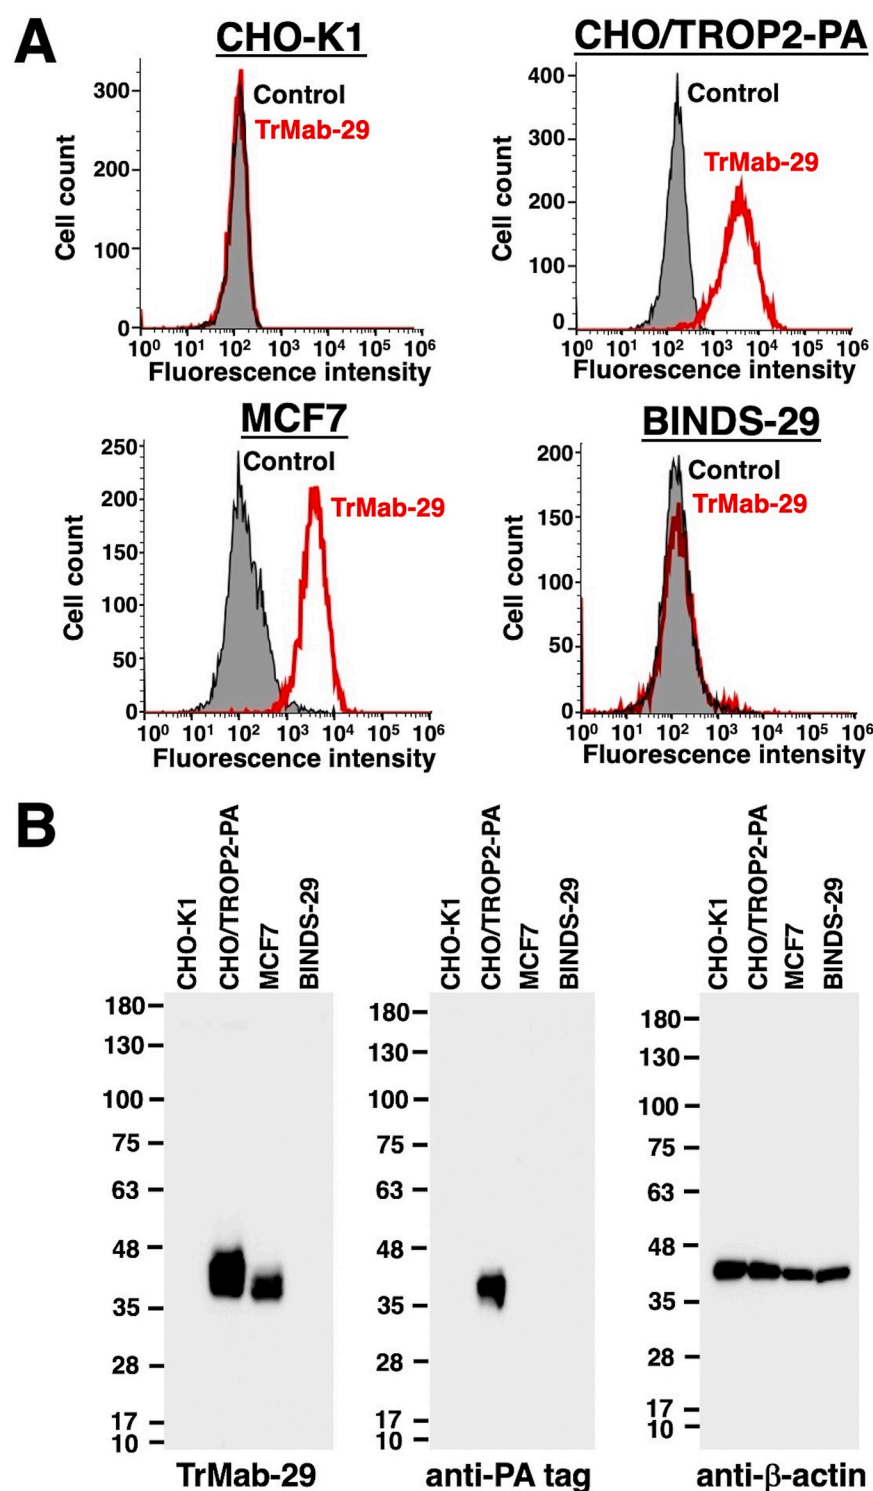 A
CHO-K1
Control
TrMab-29
Cell count
300
200
100
0
10⁰ 10¹ 10² 10³ 10⁴ 10⁵ 10⁶
Fluorescence intensity
CHO/TROP2-PA
Control
TrMab-29
Cell count
400
300
200
100
0
10⁰ 10¹ 10² 10³ 10⁴ 10⁵ 10⁶
Fluorescence intensity
MCF7
Control
TrMab-29
Cell count
250
200
150
100
50
0
10⁰ 10¹ 10² 10³ 10⁴ 10⁵ 10⁶
Fluorescence intensity
BINDS-29
Control
TrMab-29
Cell count
200
150
100
50
0
10⁰ 10¹ 10² 10³ 10⁴ 10⁵ 10⁶
Fluorescence intensity
B
CHO-K1
CHO/TROP2-PA
MCF7
BINDS-29
180
130
100
75
63
48
35
28
17
10
TrMab-29
CHO-K1
CHO/TROP2-PA
MCF7
BINDS-29
180
130
100
75
63
48
35
28
17
10
anti-PA tag
CHO-K1
CHO/TROP2-PA
MCF7
BINDS-29
180
130
100
75
63
48
35
28
17
10
anti-β-actin